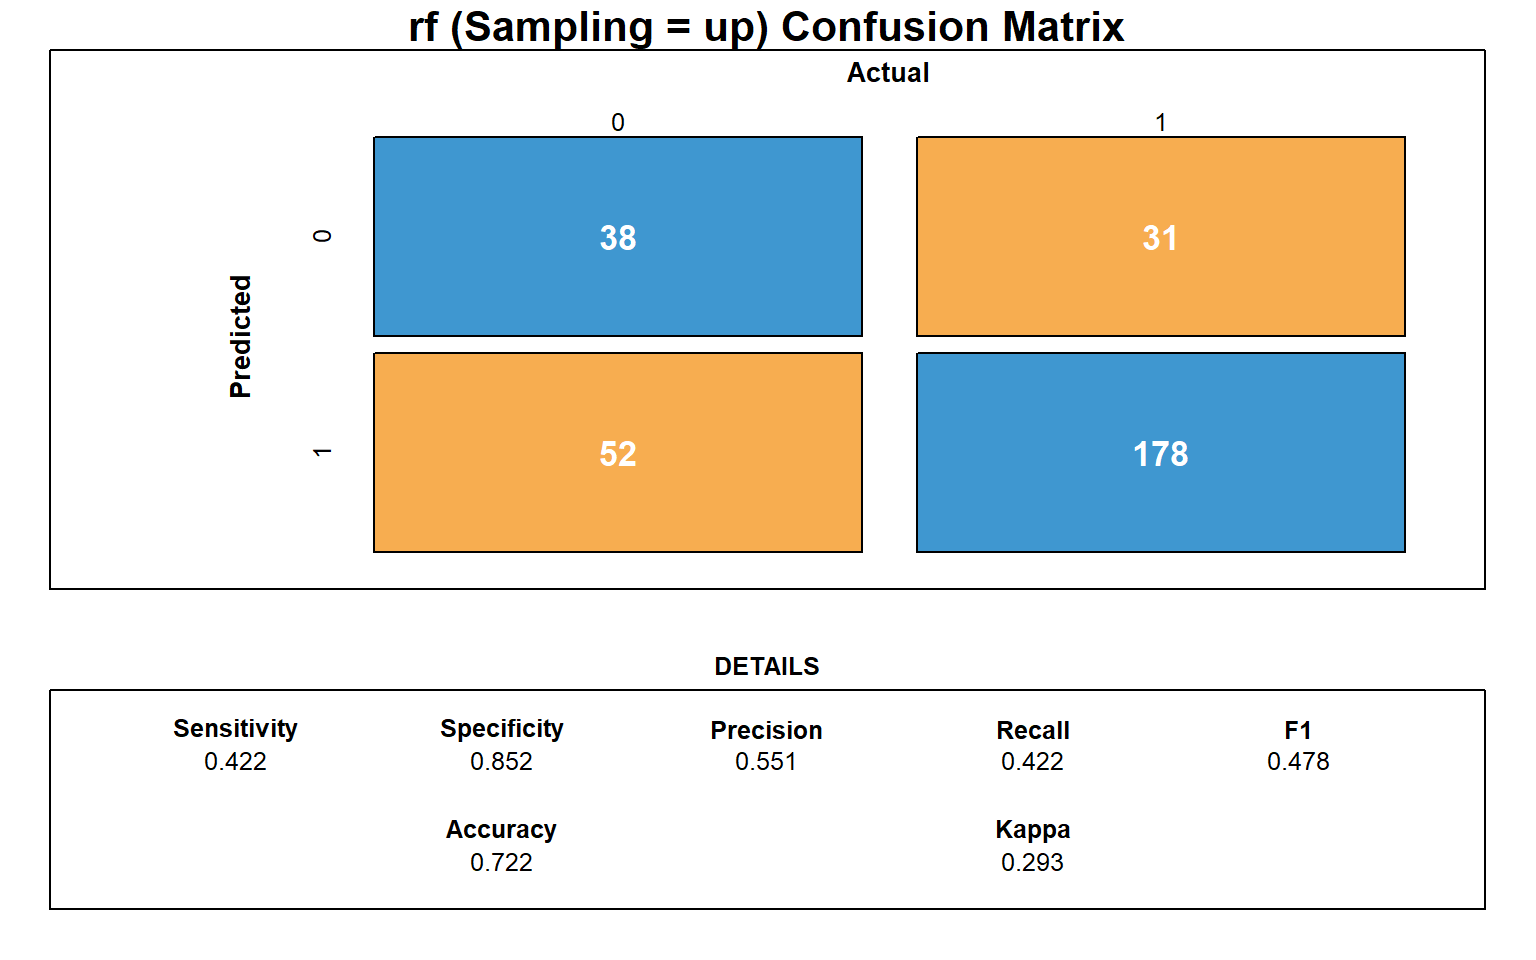 rf (Sampling = up) Confusion Matrix
Actual
0 1
Predicted
0
38 31
1
52 178
DETAILS
Sensitivity Specificity Precision Recall F1
0.422 0.852 0.551 0.422 0.478
Accuracy Kappa
0.722 0.293